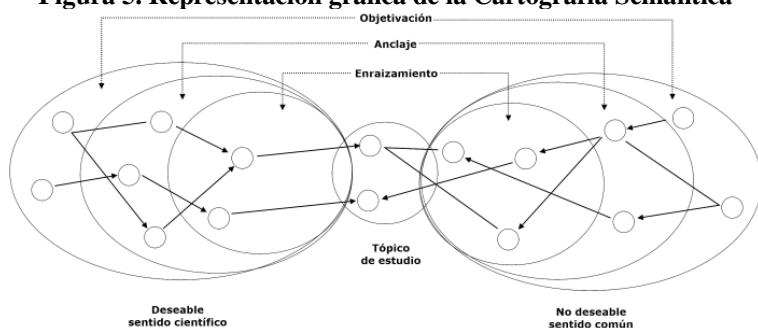 Figura 5. Representación gráfica de la Cartografía Semántica
Objetivación
Anclaje
Enraizamiento
Tópico
de estudio
Deseable
sentido científico
No deseable
sentido común